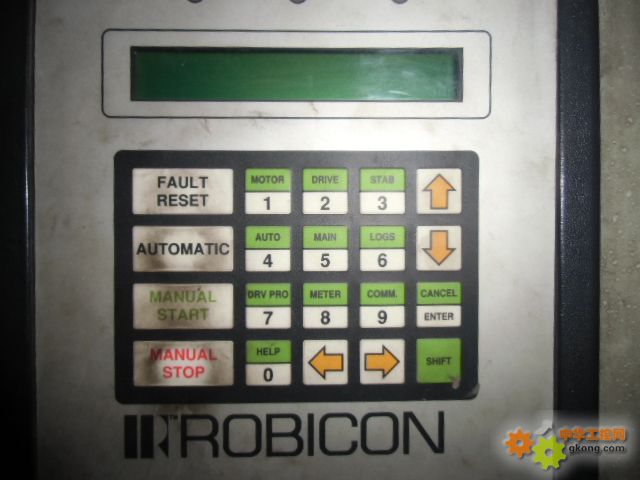 FAULT
RESET
MOTOR
1
DRIVE
2
STAB
3
AUTOMATIC
AUTO
4
MAIN
5
LOGS
6
MANUAL
START
DRV PRO
7
METER
8
COMM.
9
CANCEL
ENTER
MANUAL
STOP
HELP
0
SHIFT
ROBICON
中华工控网
gkong.com